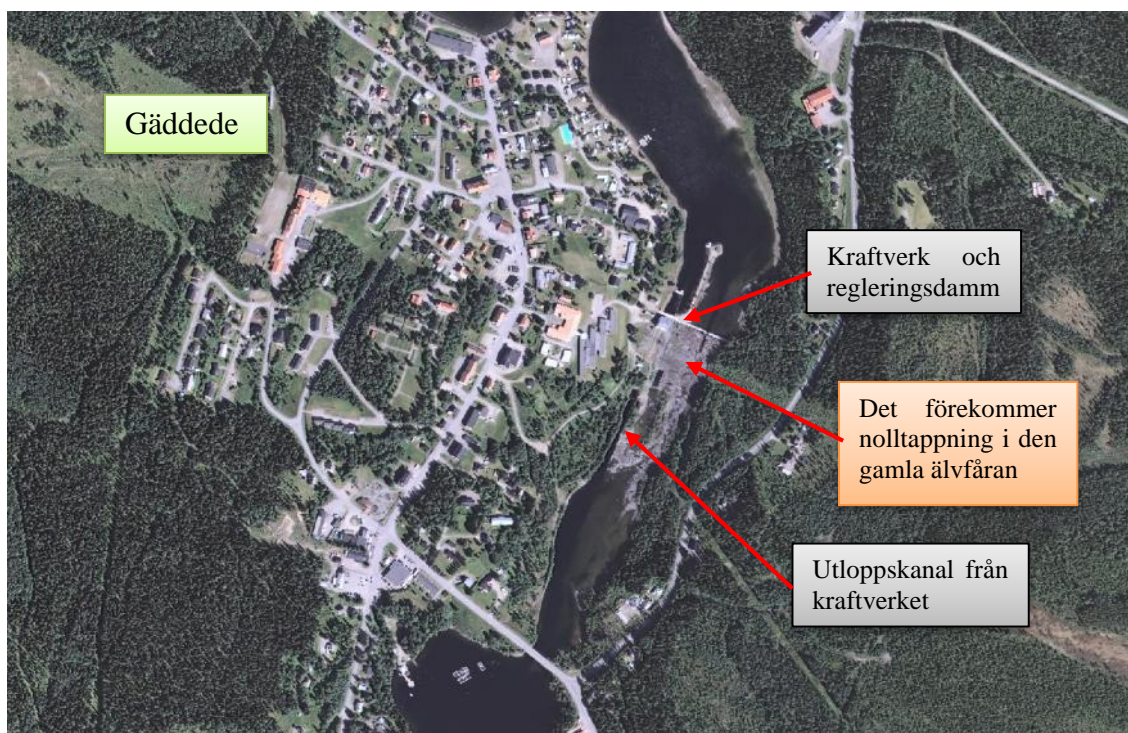 Gäddede
Kraftverk och
regleringsdamm
Det förekommer
nolltappning i den
gamla älvfåran
Utloppskanal från
kraftverket